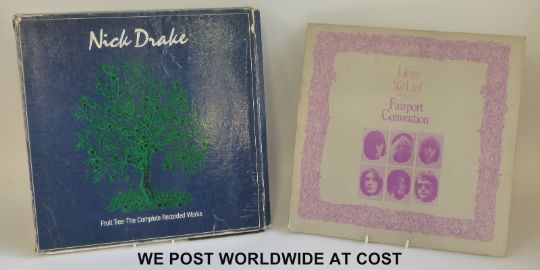 Nick Drake
Fruit Tree · The Complete Recorded Works
Liege
& Lief
Fairport
Convention
WE POST WORLDWIDE AT COST